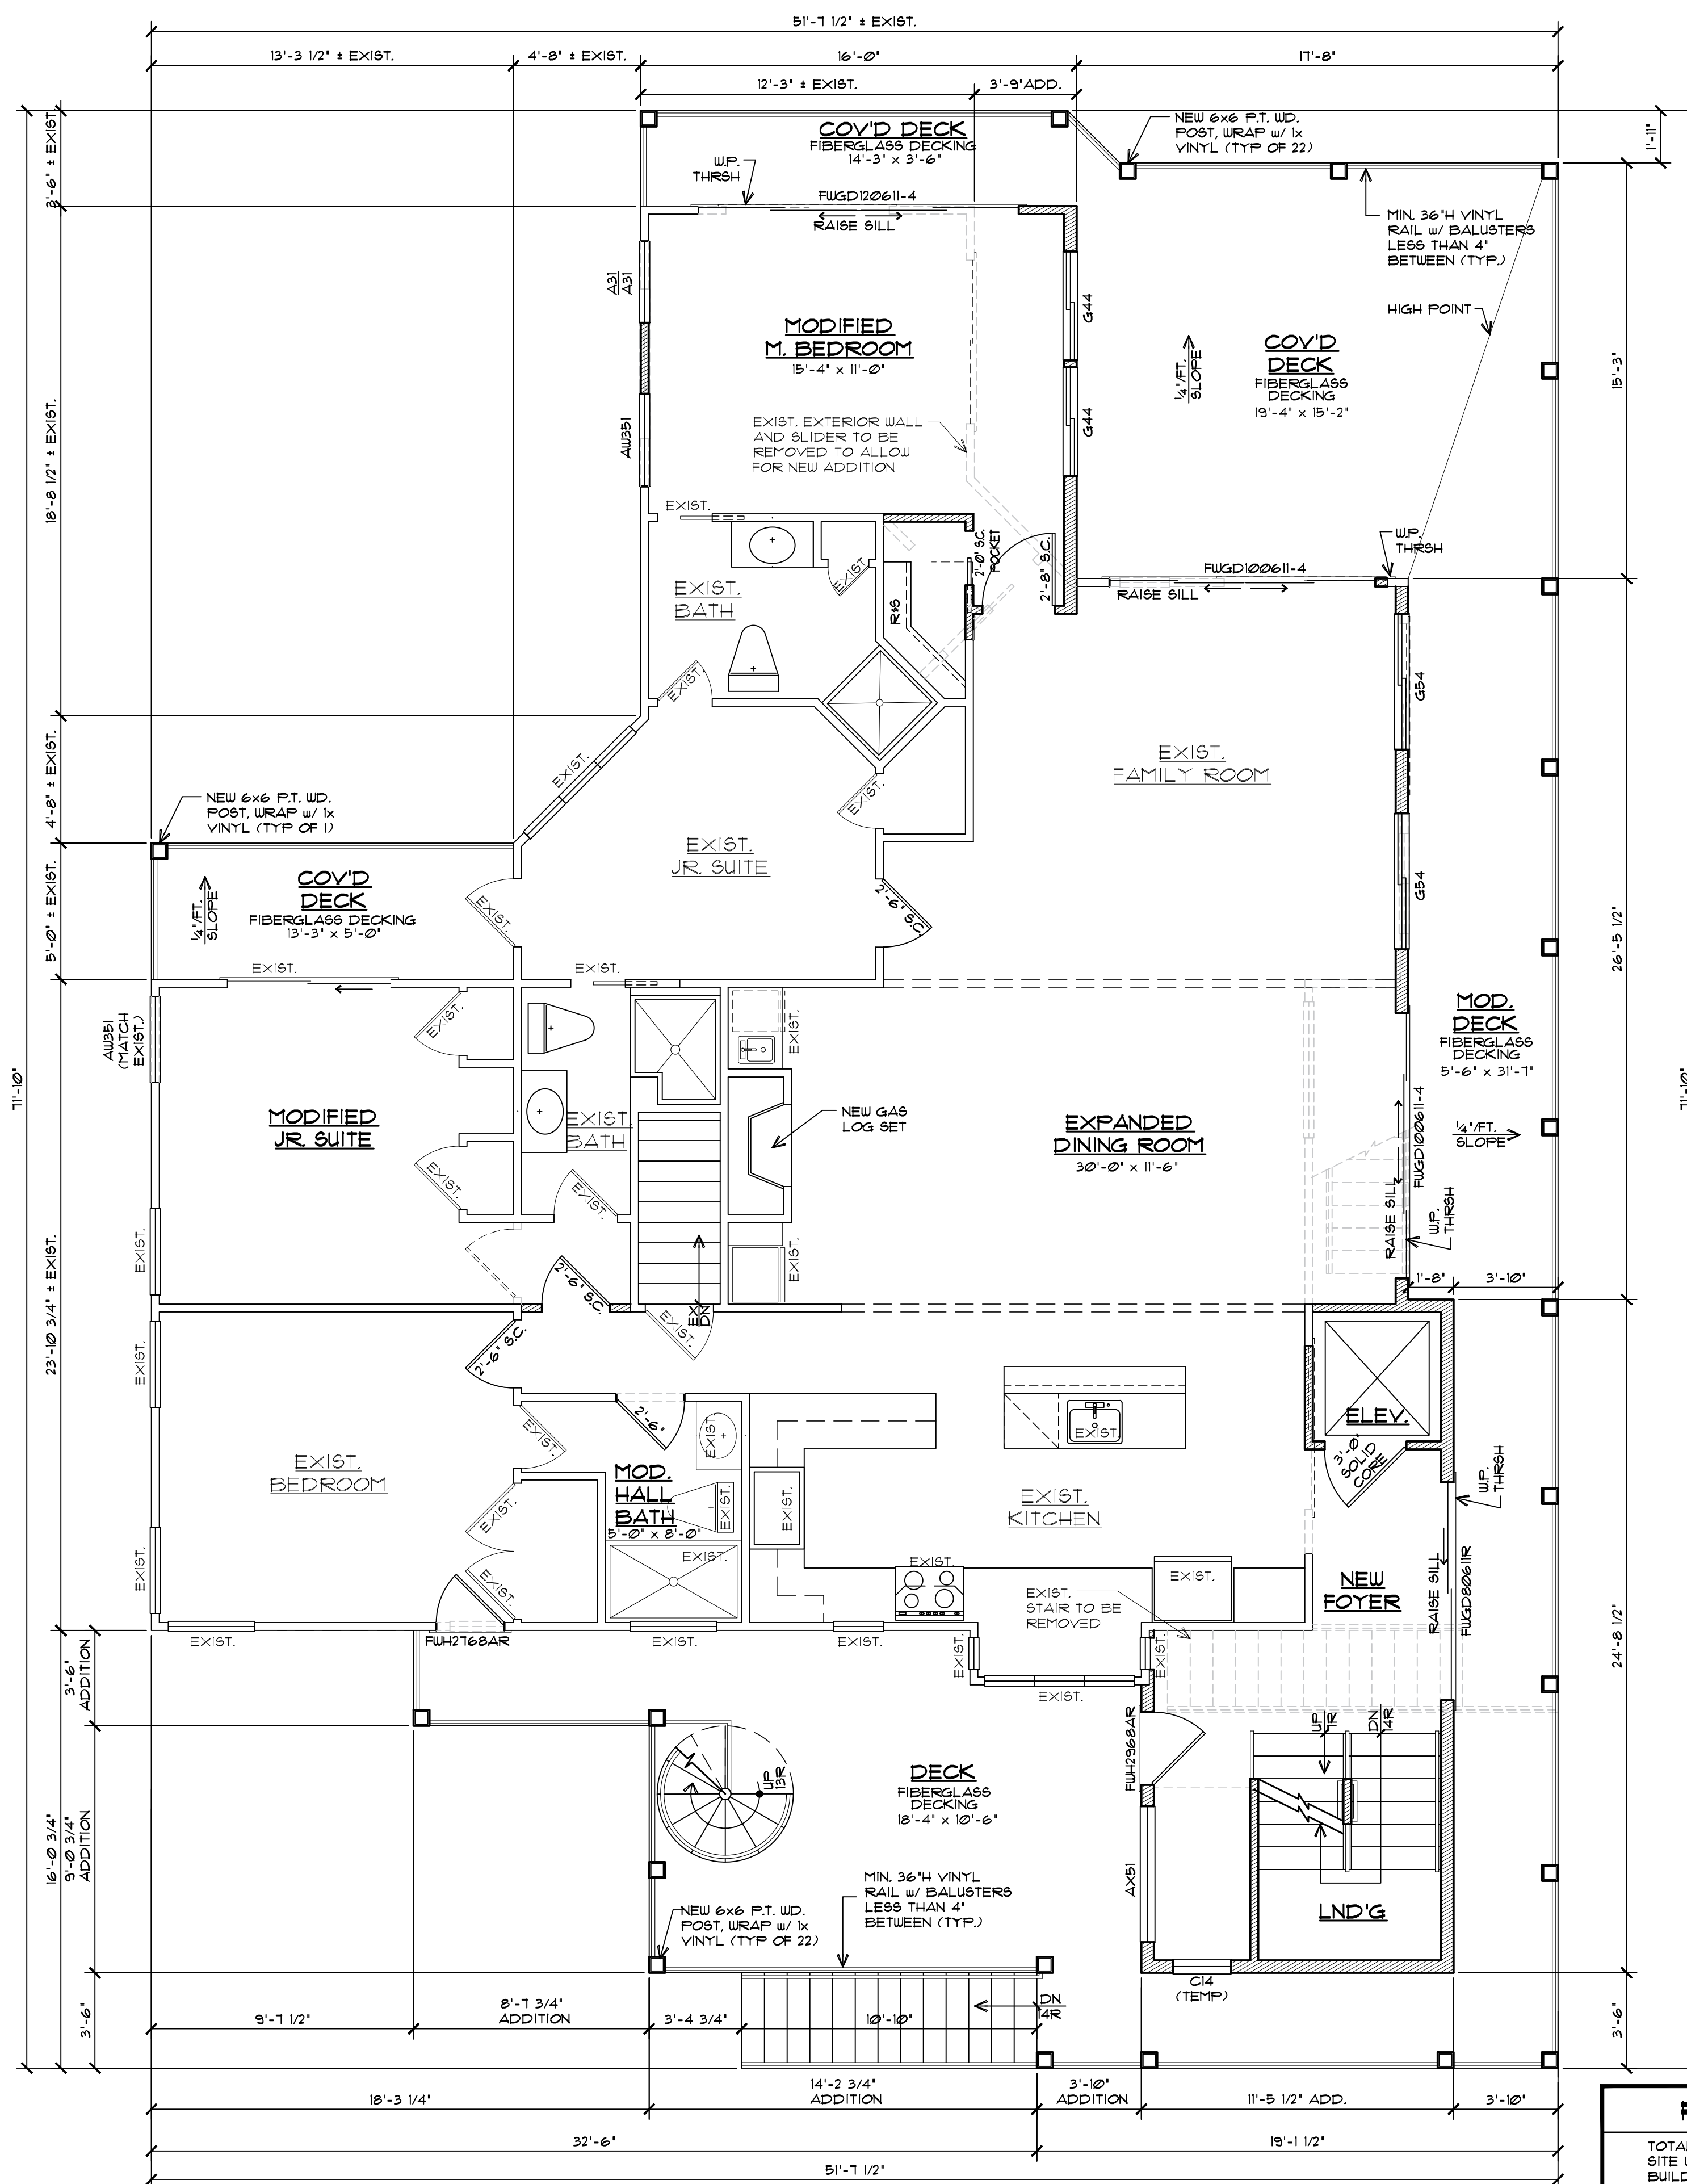 51'-7 1/2" ± EXIST.
13'-3 1/2" ± EXIST.
4'-8" ± EXIST.
16'-0"
17'-8"
12'-3" ± EXIST.
3'-9" ADD.
3'-6" ± EXIST.
1'-11"
COV'D DECK
FIBERGLASS DECKING
14'-3" x 3'-6"
NEW 6x6 P.T. WD.
POST, WRAP w/ 1x
VINYL (TYP OF 22)
W.P.
THRSH
FWGD120611-4
RAISE SILL
MIN. 36"H VINYL
RAIL w/ BALUSTERS
LESS THAN 4"
BETWEEN (TYP.)
HIGH POINT
A31
A31
G44
MODIFIED
M. BEDROOM
15'-4" x 11'-0"
1/4"/FT.
SLOPE
COV'D
DECK
FIBERGLASS
DECKING
19'-4" x 15'-2"
15'-3"
18'-8 1/2" ± EXIST.
AW351
G44
EXIST. EXTERIOR WALL
AND SLIDER TO BE
REMOVED TO ALLOW
FOR NEW ADDITION
EXIST.
2'-0" S.C.
POCKET
2'-8" S.C.
W.P.
THRSH
FWGD100611-4
RAISE SILL
EXIST.
EXIST.
BATH
R&S
EXIST.
G54
EXIST.
FAMILY ROOM
EXIST.
EXIST.
4'-8" ± EXIST.
NEW 6x6 P.T. WD.
POST, WRAP w/ 1x
VINYL (TYP OF 1)
EXIST.
JR. SUITE
G54
5'-0" ± EXIST.
1/4"/FT.
SLOPE
COV'D
DECK
FIBERGLASS DECKING
13'-3" x 5'-0"
EXIST.
2'-6" S.C.
26'-5 1/2"
EXIST.
EXIST.
AW351
(MATCH
EXIST.)
EXIST.
EXIST.
MOD.
DECK
FIBERGLASS
DECKING
5'-6" x 31'-7"
71'-10"
71'-10"
MODIFIED
JR. SUITE
EXIST.
BATH
NEW GAS
LOG SET
EXPANDED
DINING ROOM
30'-0" x 11'-6"
FWGD100611-4
1/4"/FT.
SLOPE
EXIST.
EXIST.
RAISE SILL
W.P.
THRSH
EXIST.
EXIST.
2'-6" S.C.
1'-8"
3'-10"
23'-10 3/4" ± EXIST.
EX
DN
EXIST.
EXIST.
2'-6" S.C.
2'-6"
EXIST.
EXIST.
EXIST.
ELEV.
3'-0"
SOLID
CORE
W.P.
THRSH
EXIST.
BEDROOM
MOD.
HALL
BATH
5'-0" x 8'-0"
EXIST.
EXIST.
EXIST.
EXIST.
KITCHEN
EXIST.
EXIST.
EXIST.
EXIST.
EXIST.
EXIST.
EXIST.
STAIR TO BE
REMOVED
NEW
FOYER
RAISE SILL
FWGD80611R
24'-8 1/2"
EXIST.
FWH2768AR
EXIST.
EXIST.
EXIST.
EXIST.
EXIST.
3'-6"
ADDITION
FWH2968AR
UP
1R
DN
14R
UP
13R
DECK
FIBERGLASS
DECKING
18'-4" x 10'-6"
16'-0 3/4"
9'-0 3/4"
ADDITION
MIN. 36"H VINYL
RAIL w/ BALUSTERS
LESS THAN 4"
BETWEEN (TYP.)
AX51
NEW 6x6 P.T. WD.
POST, WRAP w/ 1x
VINYL (TYP OF 22)
LND'G
C14
(TEMP)
3'-6"
9'-7 1/2"
8'-7 3/4"
ADDITION
3'-4 3/4"
10'-10"
DN
14R
3'-6"
18'-3 1/4"
14'-2 3/4"
ADDITION
3'-10"
ADDITION
11'-5 1/2" ADD.
3'-10"
32'-6"
19'-1 1/2"
51'-7 1/2"
TOTA
SITE
BUILD